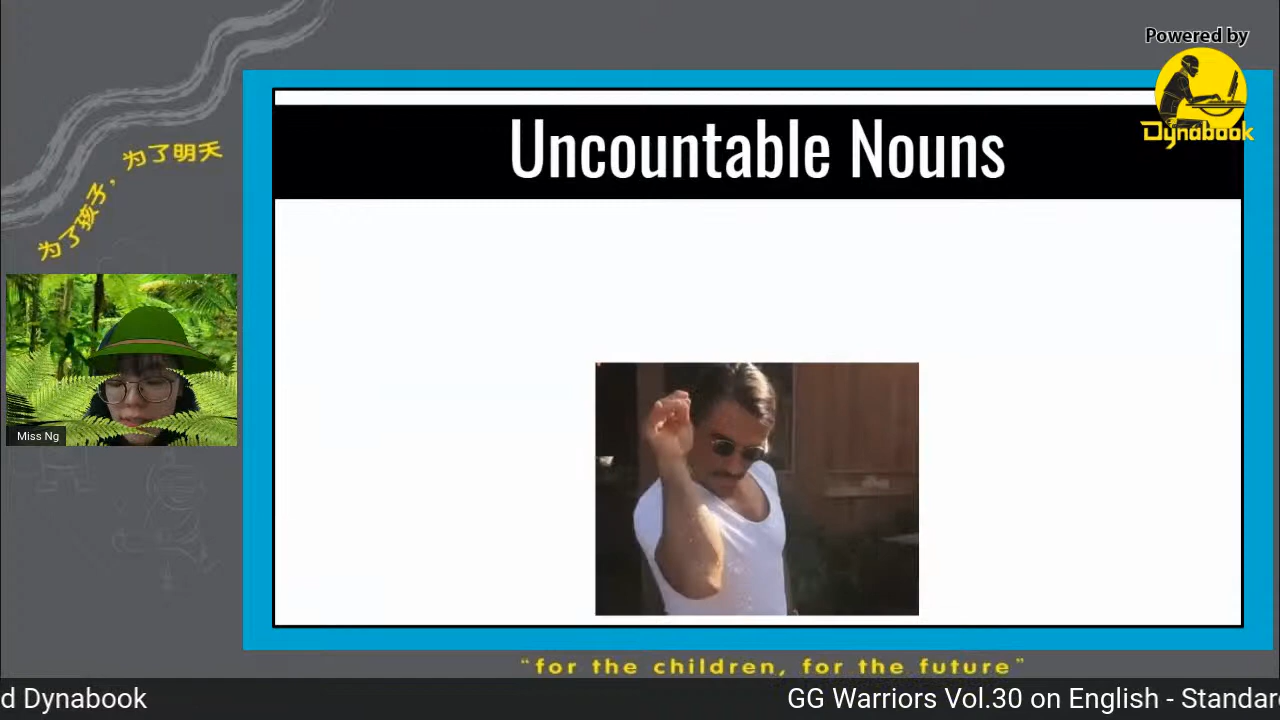 Powered by
Dynabook
Uncountable Nouns
为了孩子，为了明天
Miss Ng
“for the children, for the future”
d Dynabook
GG Warriors Vol.30 on English - Standar